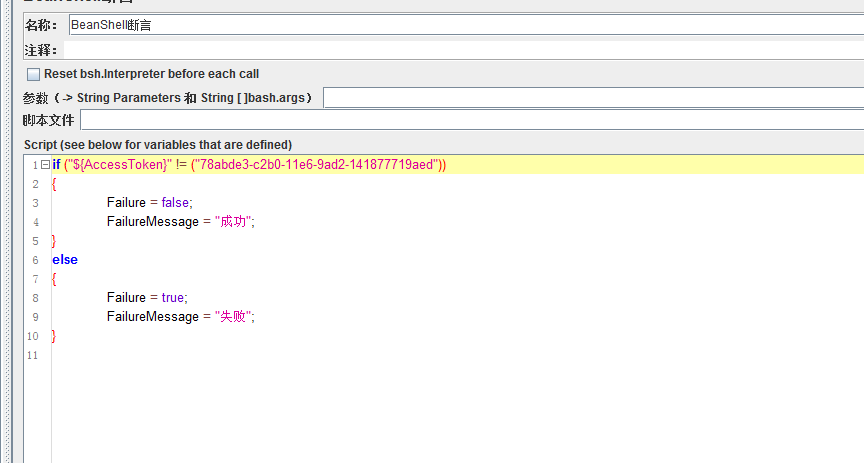 BeanShell断言
名称： BeanShell断言
注释：
Reset bsh.Interpreter before each call
参数（-> String Parameters 和 String [ ]bash.args）
脚本文件
Script (see below for variables that are defined)
1 if ("${AccessToken}" != ("78abde3-c2b0-11e6-9ad2-141877719aed"))
2 {
3 Failure = false;
4 FailureMessage = "成功";
5 }
6 else
7 {
8 Failure = true;
9 FailureMessage = "失败";
10 }
11